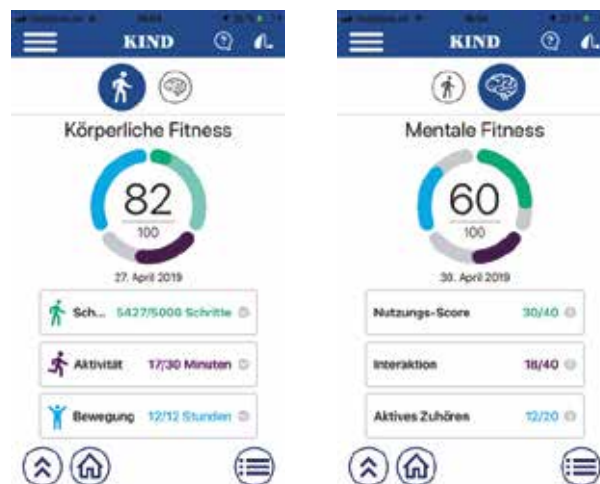 KIND
Körperliche Fitness
82
100
27. April 2019
Sch... 5427/5000 Schritte
Aktivität 17/30 Minuten
Bewegung 12/12 Stunden
KIND
Mentale Fitness
60
100
30. April 2019
Nutzungs-Score 30/40
Interaktion 18/40
Aktives Zuhören 12/20